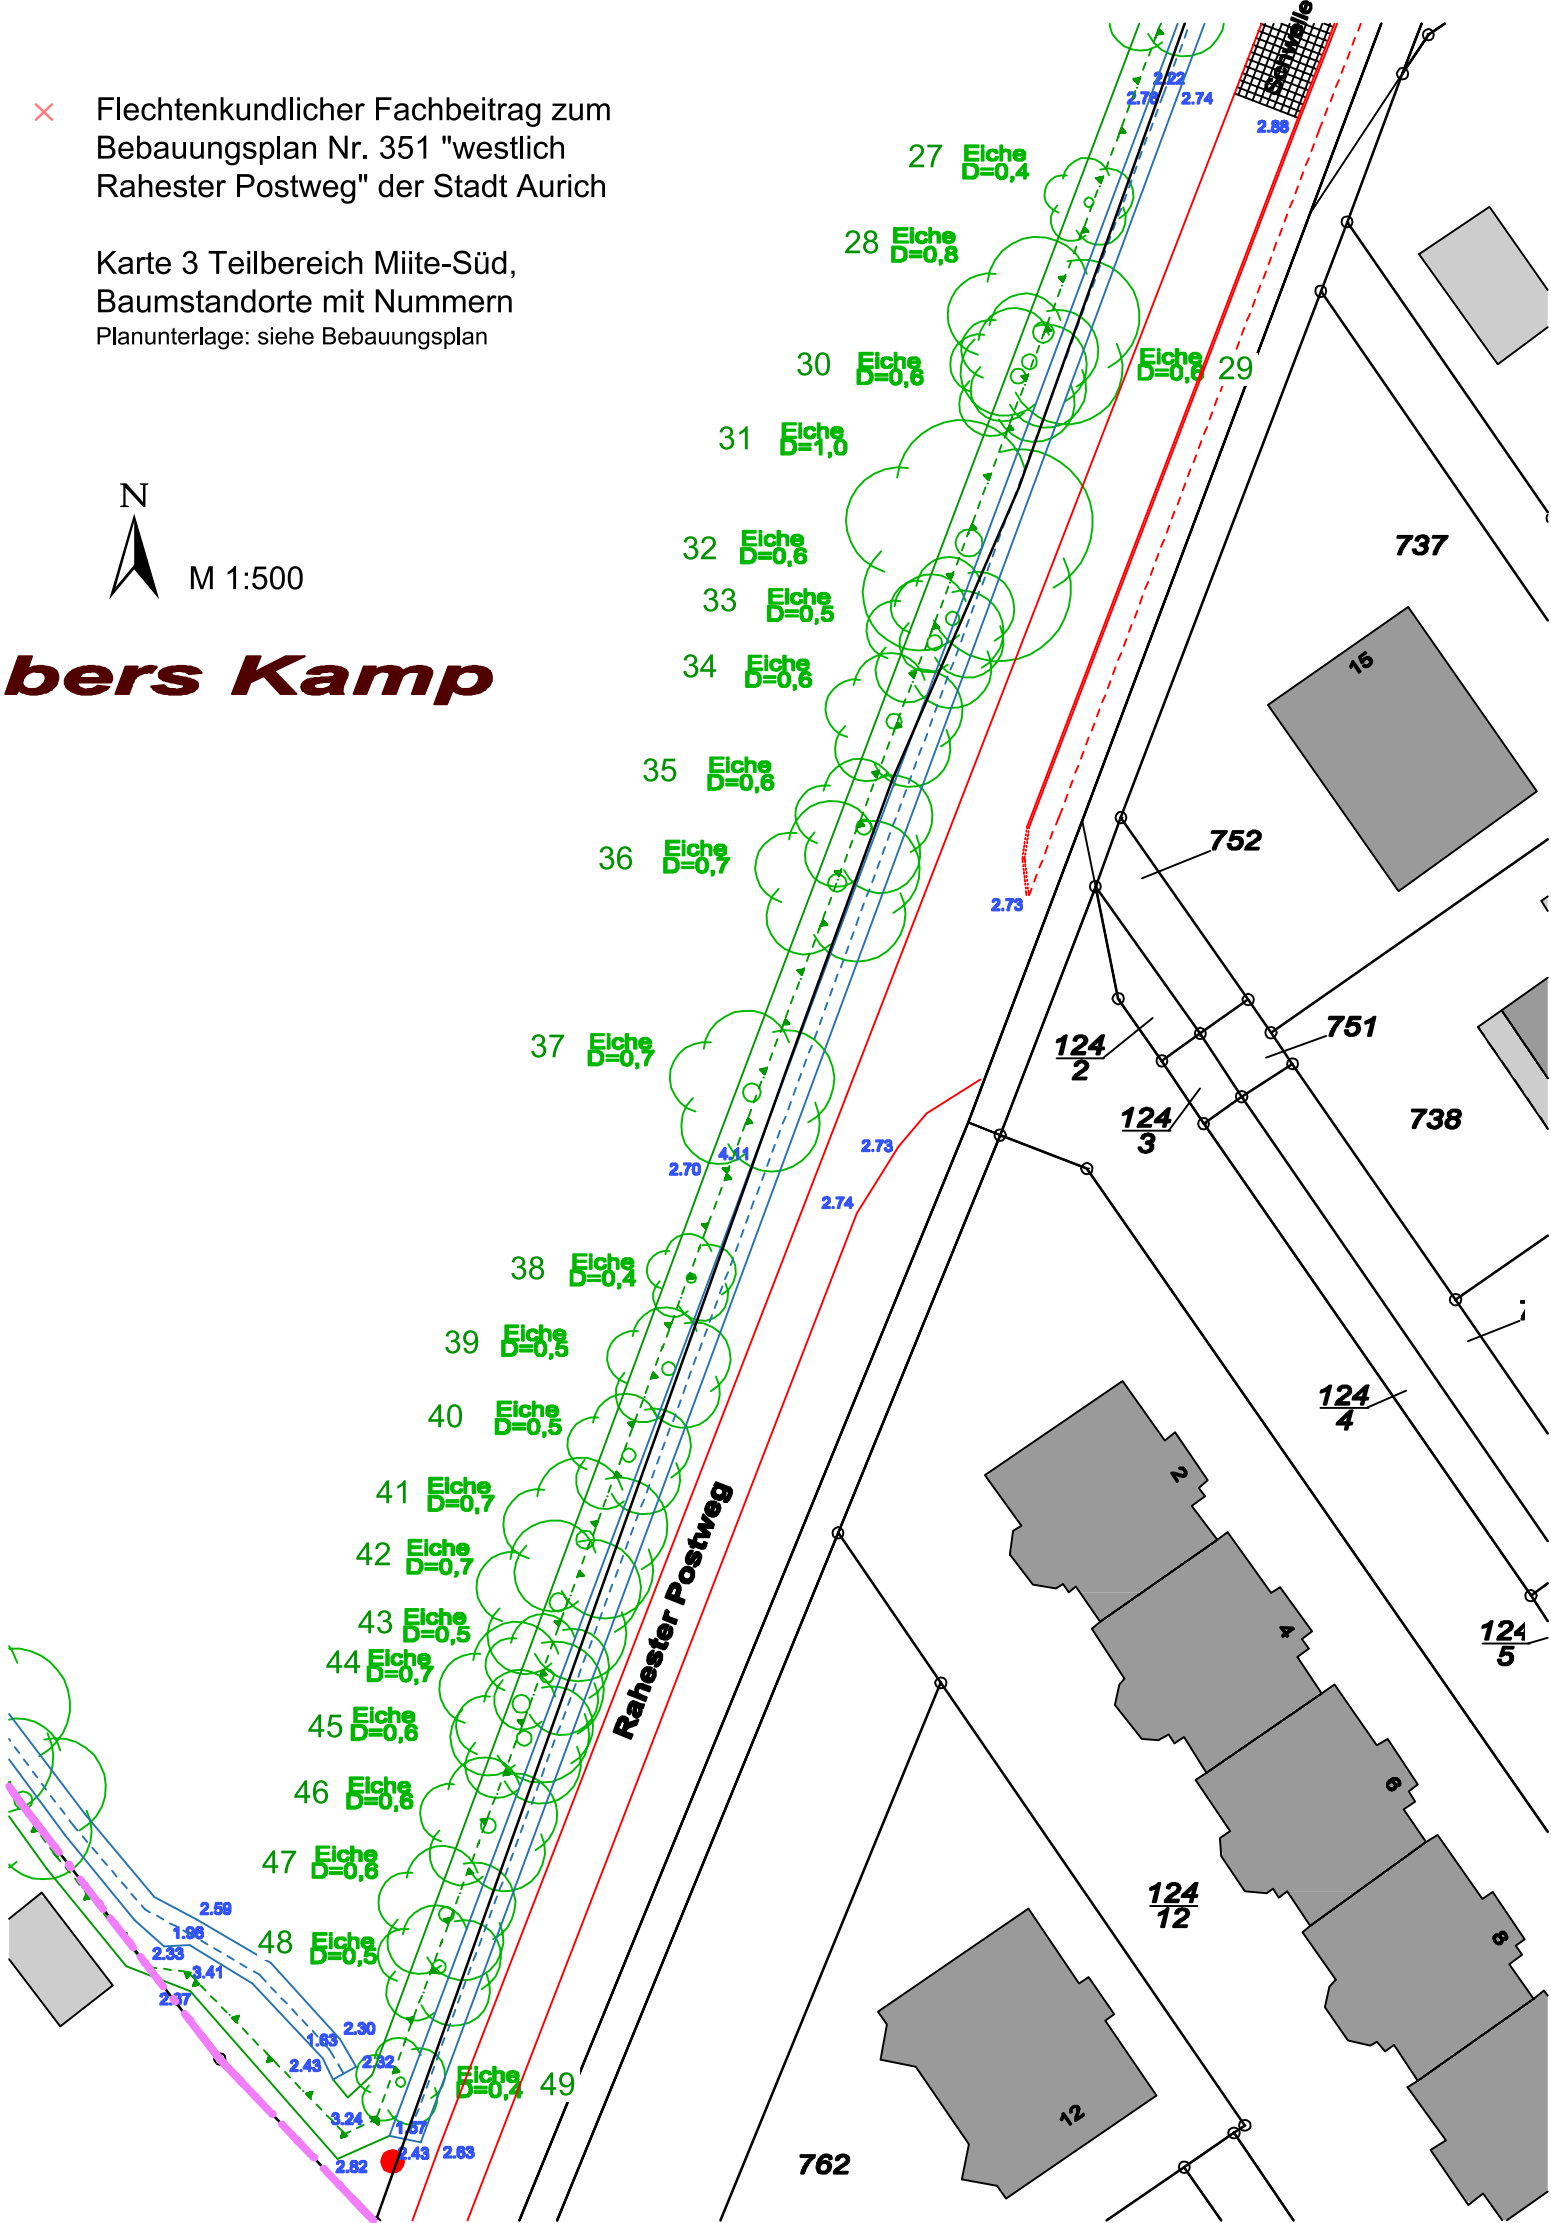 Flechtenkundlicher Fachbeitrag zum
Bebauungsplan Nr. 351 "westlich
Rahester Postweg" der Stadt Aurich
Karte 3 Teilbereich Miite-Süd,
Baumstandorte mit Nummern
Planunterlage: siehe Bebauungsplan
N
M 1:500
bers Kamp
Schwelle
2.22
2.76 2.74
2.88
27 Eiche
D=0,4
28 Eiche
D=0,8
30 Eiche
D=0,6
Eiche 29
D=0,6
31 Eiche
D=1,0
32 Eiche
D=0,6
737
33 Eiche
D=0,5
34 Eiche
D=0,6
15
35 Eiche
D=0,6
36 Eiche
D=0,7
752
2.73
37 Eiche
D=0,7
751
124
2
124
3
738
2.70 4.11
2.73
2.74
38 Eiche
D=0,4
39 Eiche
D=0,5
124
4
40 Eiche
D=0,5
2
41 Eiche
D=0,7
42 Eiche
D=0,7
Rahester Postweg
43 Eiche
D=0,5
4
124
5
44 Eiche
D=0,7
45 Eiche
D=0,6
46 Eiche
D=0,6
6
47 Eiche
D=0,6
124
12
2.59
1.96
2.33
3.41
48 Eiche
D=0,5
8
2.30
1.63
2.43
2.32
Eiche 49
D=0,4
3.24
1.57
12
2.43 2.63
2.62
762